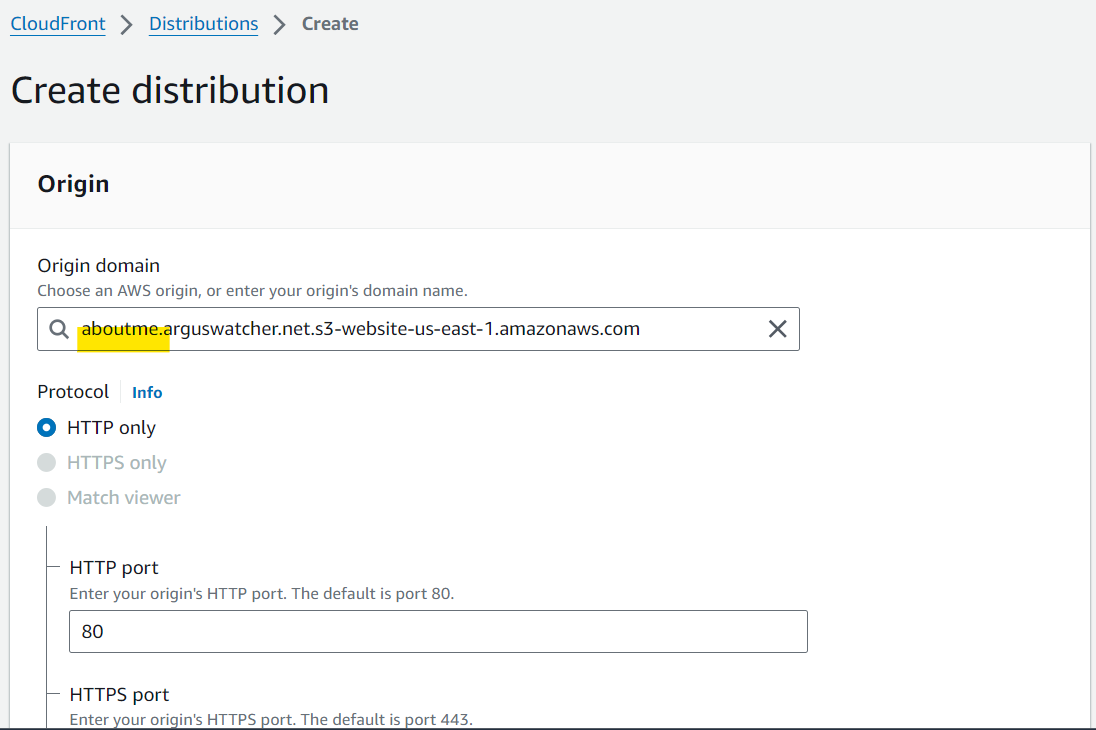 CloudFront > Distributions > Create
Create distribution
Origin
Origin domain
Choose an AWS origin, or enter your origin's domain name.
aboutme.arguswatcher.net.s3-website-us-east-1.amazonaws.com
Protocol Info
HTTP only
HTTPS only
Match viewer
HTTP port
Enter your origin's HTTP port. The default is port 80.
80
HTTPS port
Enter your origin's HTTPS port. The default is port 443.